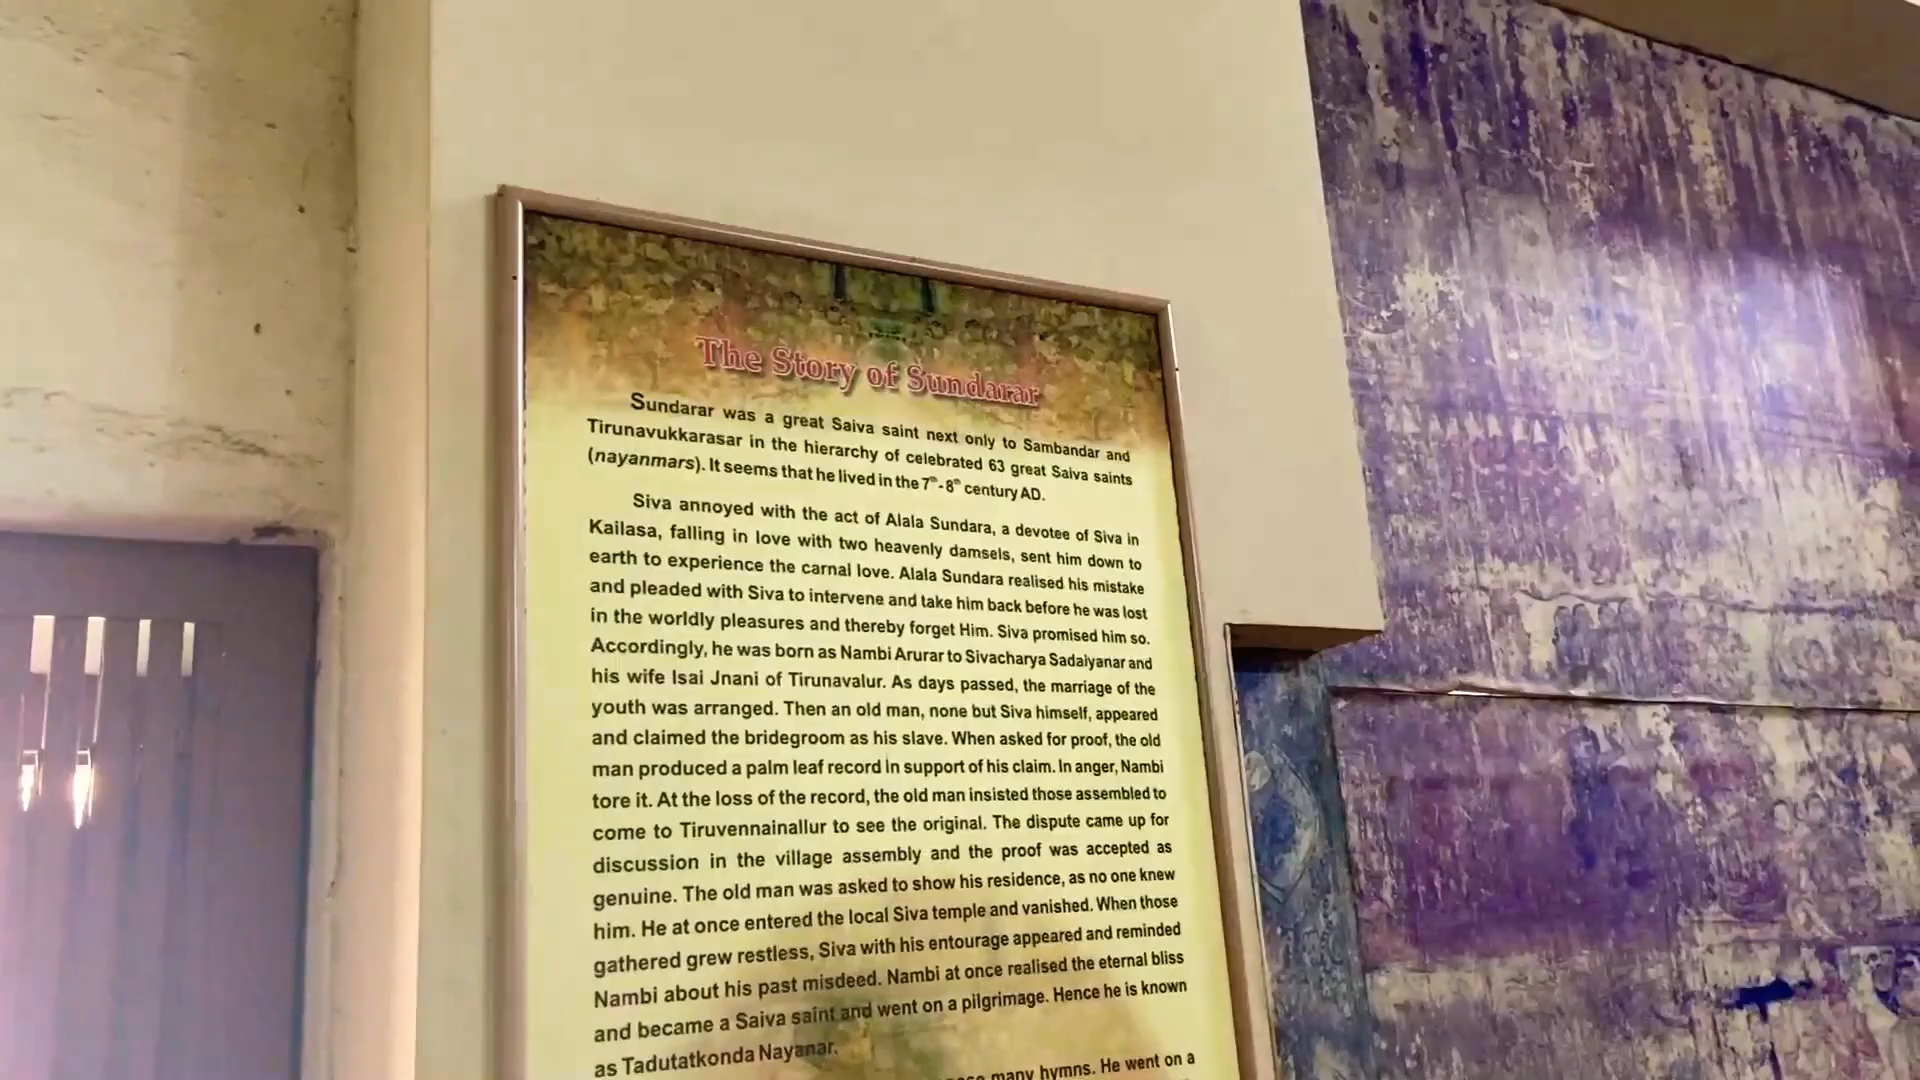 The Story of Sundarar
Sundarar was a great Saiva saint next only to Sambandar and
Tirunavukkarasar in the hierarchy of celebrated 63 great Saiva saints
(nayanmars). It seems that he lived in the 7th - 8th century AD.
Siva annoyed with the act of Alala Sundara, a devotee of Siva in
Kailasa, falling in love with two heavenly damsels, sent him down to
earth to experience the carnal love. Alala Sundara realised his mistake
and pleaded with Siva to intervene and take him back before he was lost
in the worldly pleasures and thereby forget Him. Siva promised him so.
Accordingly, he was born as Nambi Arurar to Sivacharya Sadaiyanar and
his wife Isai Jnani of Tirunavalur. As days passed, the marriage of the
youth was arranged. Then an old man, none but Siva himself, appeared
and claimed the bridegroom as his slave. When asked for proof, the old
man produced a palm leaf record in support of his claim. In anger, Nambi
tore it. At the loss of the record, the old man insisted those assembled to
come to Tiruvennainallur to see the original. The dispute came up for
discussion in the village assembly and the proof was accepted as
genuine. The old man was asked to show his residence, as no one knew
him. He at once entered the local Siva temple and vanished. When those
gathered grew restless, Siva with his entourage appeared and reminded
Nambi about his past misdeed. Nambi at once realised the eternal bliss
and became a Saiva saint and went on a pilgrimage. Hence he is known
as Tadutatkonda Nayanar.
many hymns. He went on a